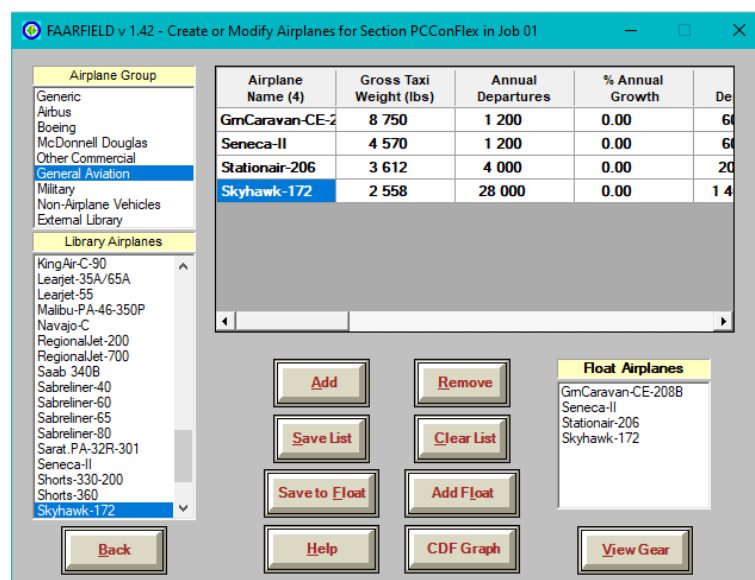 FAARFIELD v 1.42 - Create or Modify Airplanes for Section PCConFlex in Job 01
Airplane Group
Generic
Airbus
Boeing
McDonnell Douglas
Other Commercial
General Aviation
Military
Non-Airplane Vehicles
External Library
Library Airplanes
KingAir-C-90
Learjet-35A/65A
Learjet-55
Malibu-PA-46-350P
Navajo-C
RegionalJet-200
RegionalJet-700
Saab 340B
Sabreliner-40
Sabreliner-60
Sabreliner-65
Sabreliner-80
Sarat.PA-32R-301
Seneca-II
Shorts-330-200
Shorts-360
Skyhawk-172
Airplane Gross Taxi Annual % Annual
Name (4) Weight (lbs) Departures Growth De
GrnCaravan-CE-2 8 750 1 200 0.00 60
Seneca-II 4 570 1 200 0.00 60
Stationair-206 3 612 4 000 0.00 20
Skyhawk-172 2 558 28 000 0.00 1 4
Add Remove
Save List Clear List
Save to Float Add Float
Help CDF Graph
Back
Float Airplanes
GrnCaravan-CE-208B
Seneca-II
Stationair-206
Skyhawk-172
View Gear